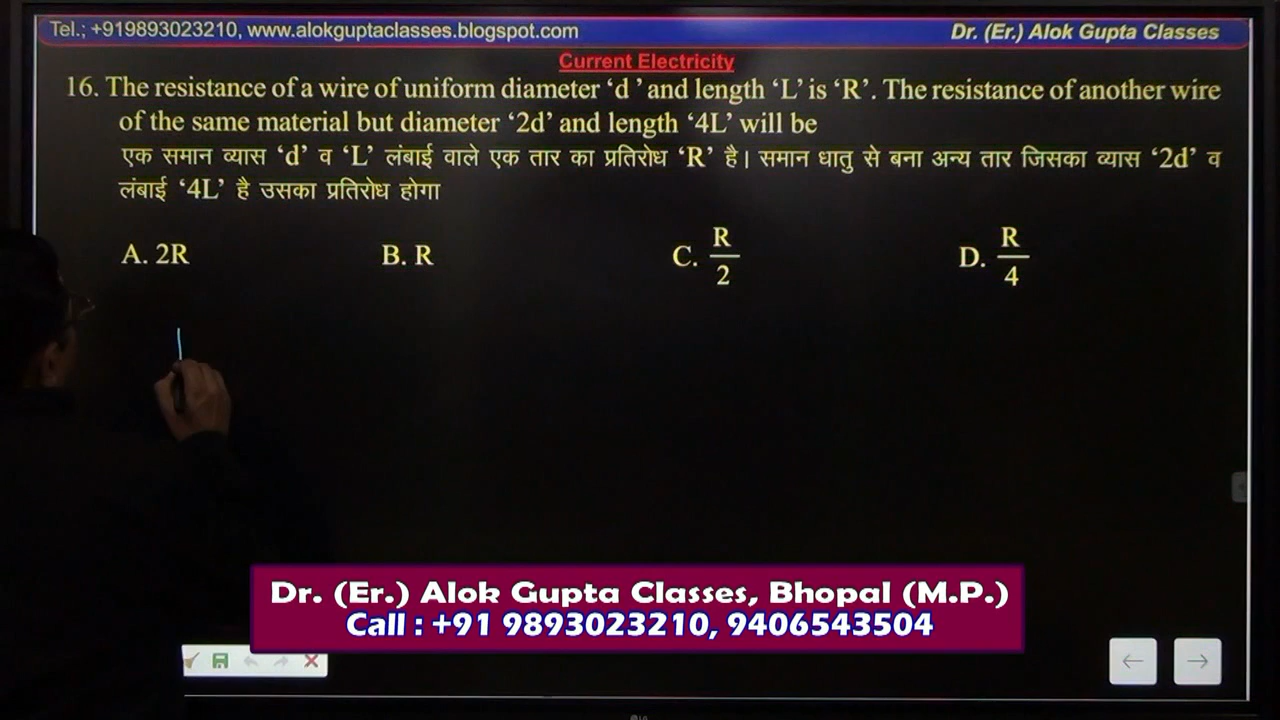 Tel.; +919893023210, www.alokguptaclasses.blogspot.com Dr. (Er.) Alok Gupta Classes
Current Electricity
16. The resistance of a wire of uniform diameter ‘d ’ and length ‘L’ is ‘R’. The resistance of another wire
of the same material but diameter ‘2d’ and length ‘4L’ will be
एक समान व्यास ‘d’ व ‘L’ लंबाई वाले एक तार का प्रतिरोध ‘R’ है। समान धातु से बना अन्य तार जिसका व्यास ‘2d’ व
लंबाई ‘4L’ है उसका प्रतिरोध होगा
A. 2R B. R C. R/2 D. R/4
Dr. (Er.) Alok Gupta Classes, Bhopal (M.P.)
Call : +91 9893023210, 9406543504